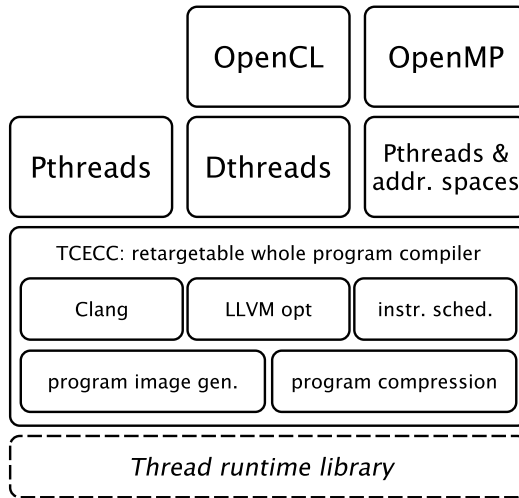 OpenCL
OpenMP
Pthreads
Dthreads
Pthreads &
addr. spaces
TCECC: retargetable whole program compiler
Clang
LLVM opt
instr. sched.
program image gen.
program compression
Thread runtime library